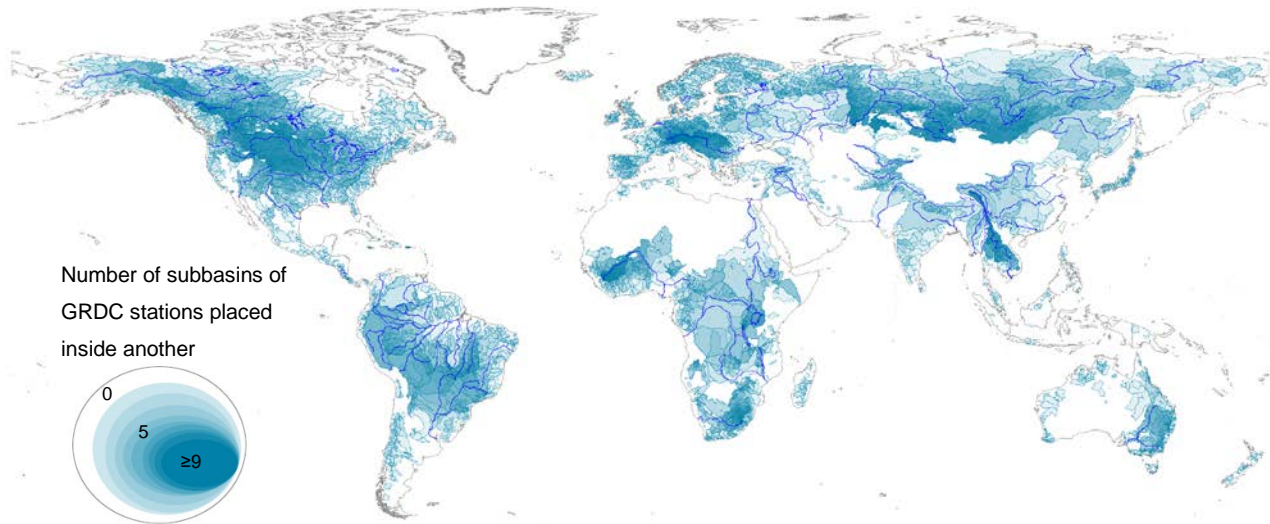 Number of subbasins of
GRDC stations placed
inside another
0
5
≥9